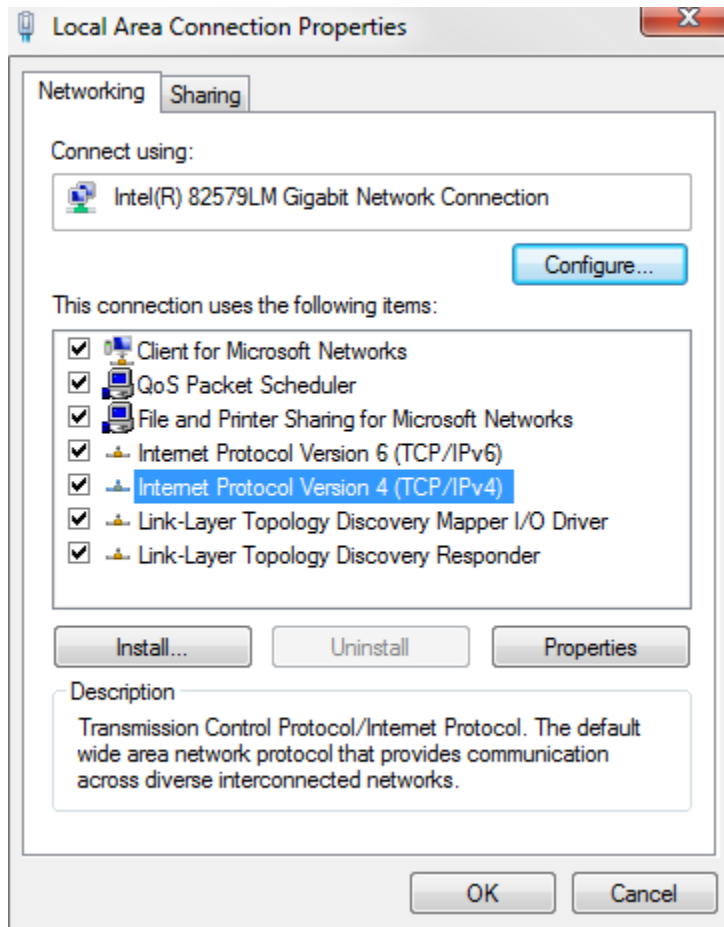 Local Area Connection Properties
Networking
Sharing
Connect using:
Intel(R) 82579LM Gigabit Network Connection
Configure...
This connection uses the following items:
Client for Microsoft Networks
QoS Packet Scheduler
File and Printer Sharing for Microsoft Networks
Internet Protocol Version 6 (TCP/IPv6)
Internet Protocol Version 4 (TCP/IPv4)
Link-Layer Topology Discovery Mapper I/O Driver
Link-Layer Topology Discovery Responder
Install...
Uninstall
Properties
Description
Transmission Control Protocol/Internet Protocol. The default
wide area network protocol that provides communication
across diverse interconnected networks.
OK
Cancel